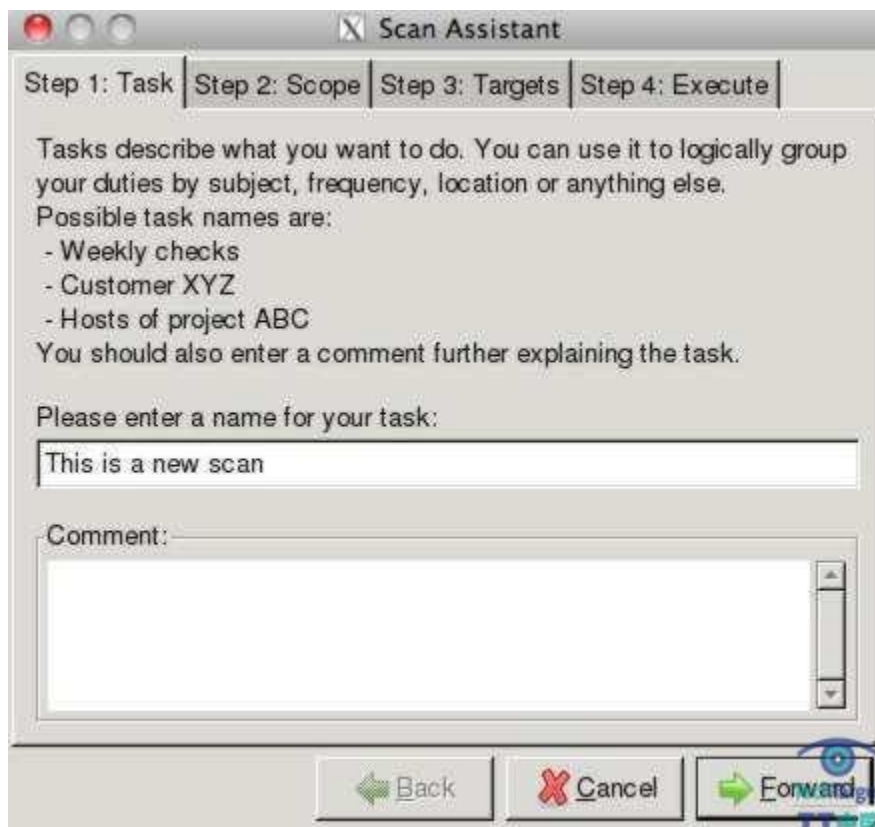 Scan Assistant
Step 1: Task Step 2: Scope Step 3: Targets Step 4: Execute
Tasks describe what you want to do. You can use it to logically group
your duties by subject, frequency, location or anything else.
Possible task names are:
- Weekly checks
- Customer XYZ
- Hosts of project ABC
You should also enter a comment further explaining the task.
Please enter a name for your task:
This is a new scan
Comment:
Back Cancel Forward